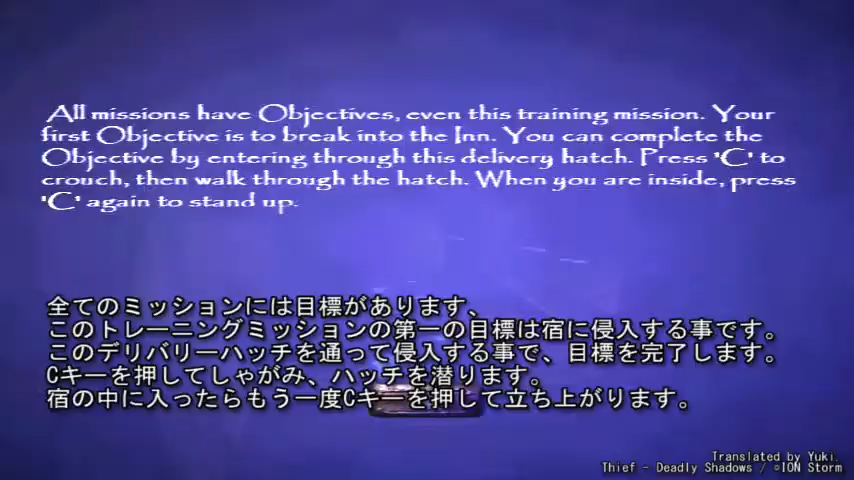 All missions have Objectives, even this training mission. Your
first Objective is to break into the Inn. You can complete the
Objective by entering through this delivery hatch. Press 'C' to
crouch, then walk through the hatch. When you are inside, press
'C' again to stand up.
全てのミッションには目標があります、
このトレーニングミッションの第一の目標は宿に侵入する事です。
このデリバリーハッチを通って侵入する事で、目標を完了します。
Cキーを押してしゃがみ、ハッチを潜ります。
宿の中に入ったらもう一度Cキーを押して立ち上がります。
Translated by Yuki.
Thief - Deadly Shadows / ©ION Storm